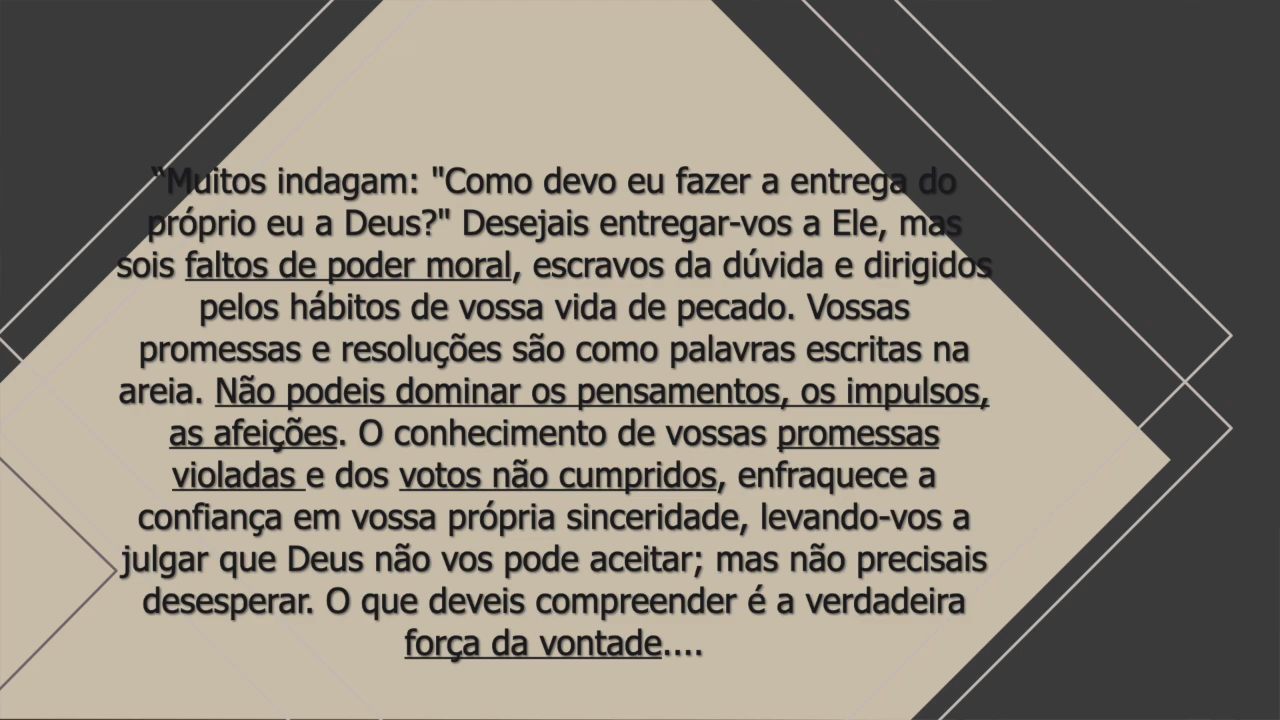 “Muitos indagam: "Como devo eu fazer a entrega do
próprio eu a Deus?" Desejais entregar-vos a Ele, mas
sois faltos de poder moral, escravos da dúvida e dirigidos
pelos hábitos de vossa vida de pecado. Vossas
promessas e resoluções são como palavras escritas na
areia. Não podeis dominar os pensamentos, os impulsos,
as afeições. O conhecimento de vossas promessas
violadas e dos votos não cumpridos, enfraquece a
confiança em vossa própria sinceridade, levando-vos a
julgar que Deus não vos pode aceitar; mas não precisais
desesperar. O que deveis compreender é a verdadeira
força da vontade....